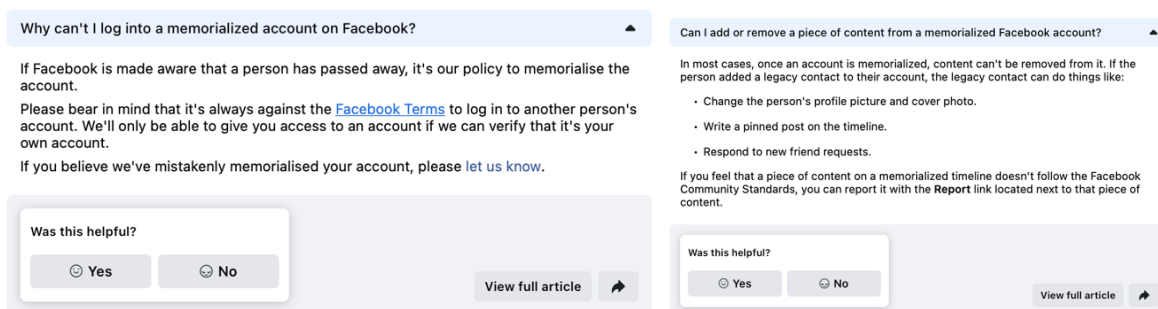 Why can't I log into a memorialized account on Facebook?
If Facebook is made aware that a person has passed away, it's our policy to memorialise the
account.
Please bear in mind that it's always against the Facebook Terms to log in to another person's
account. We'll only be able to give you access to an account if we can verify that it's your
own account.
If you believe we've mistakenly memorialised your account, please let us know.
Was this helpful?
Yes
No
View full article
Can I add or remove a piece of content from a memorialized Facebook account?
In most cases, once an account is memorialized, content can't be removed from it. If the
person added a legacy contact to their account, the legacy contact can do things like:
• Change the person's profile picture and cover photo.
• Write a pinned post on the timeline.
• Respond to new friend requests.
If you feel that a piece of content on a memorialized timeline doesn't follow the Facebook
Community Standards, you can report it with the Report link located next to that piece of
content.
Was this helpful?
Yes
No
View full article